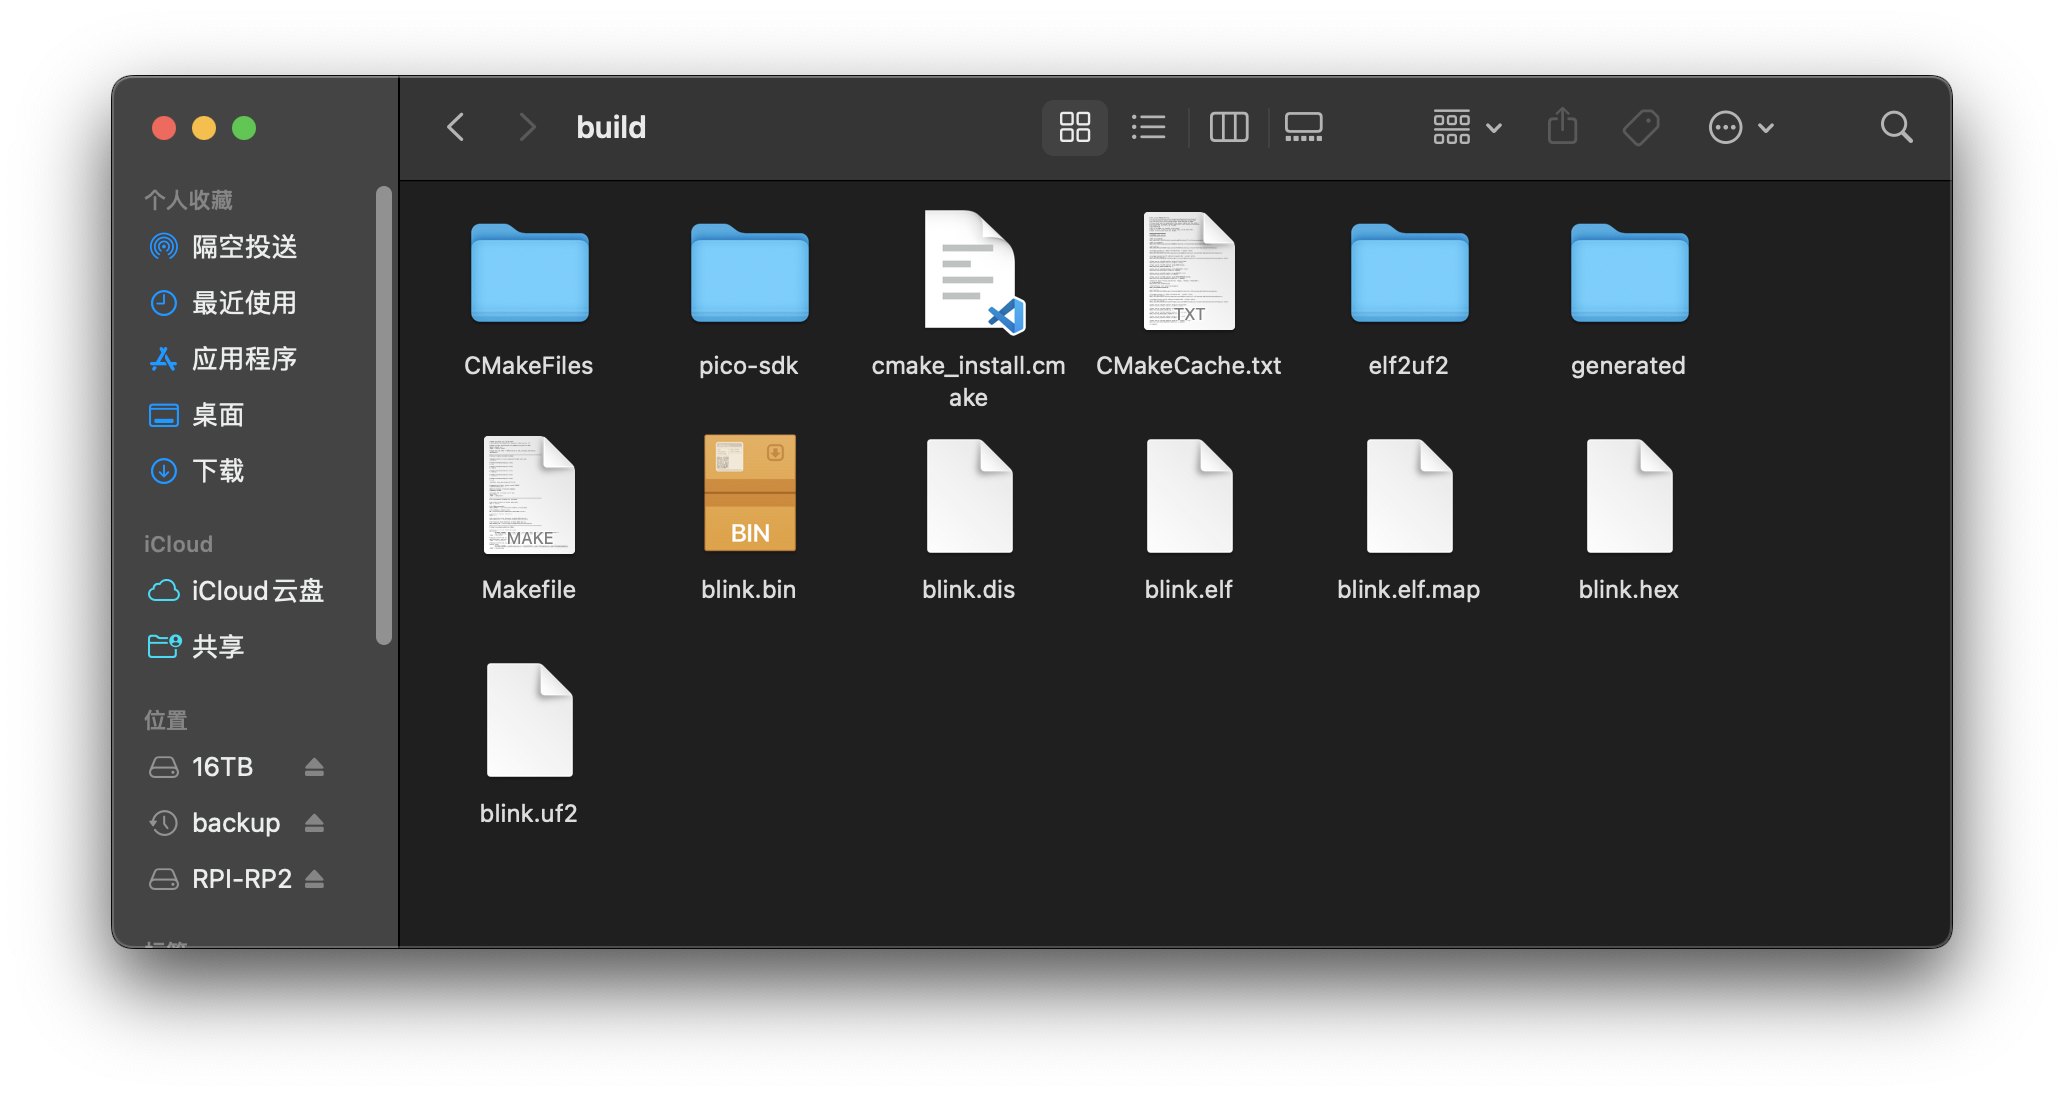 build
个人收藏
隔空投送
最近使用
应用程序
桌面
下载
iCloud
iCloud云盘
共享
位置
16TB
backup
RPI-RP2
CMakeFiles
pico-sdk
cmake_install.cm
ake
TXT
CMakeCache.txt
elf2uf2
generated
MAKE
Makefile
BIN
blink.bin
blink.dis
blink.elf
blink.elf.map
blink.hex
blink.uf2